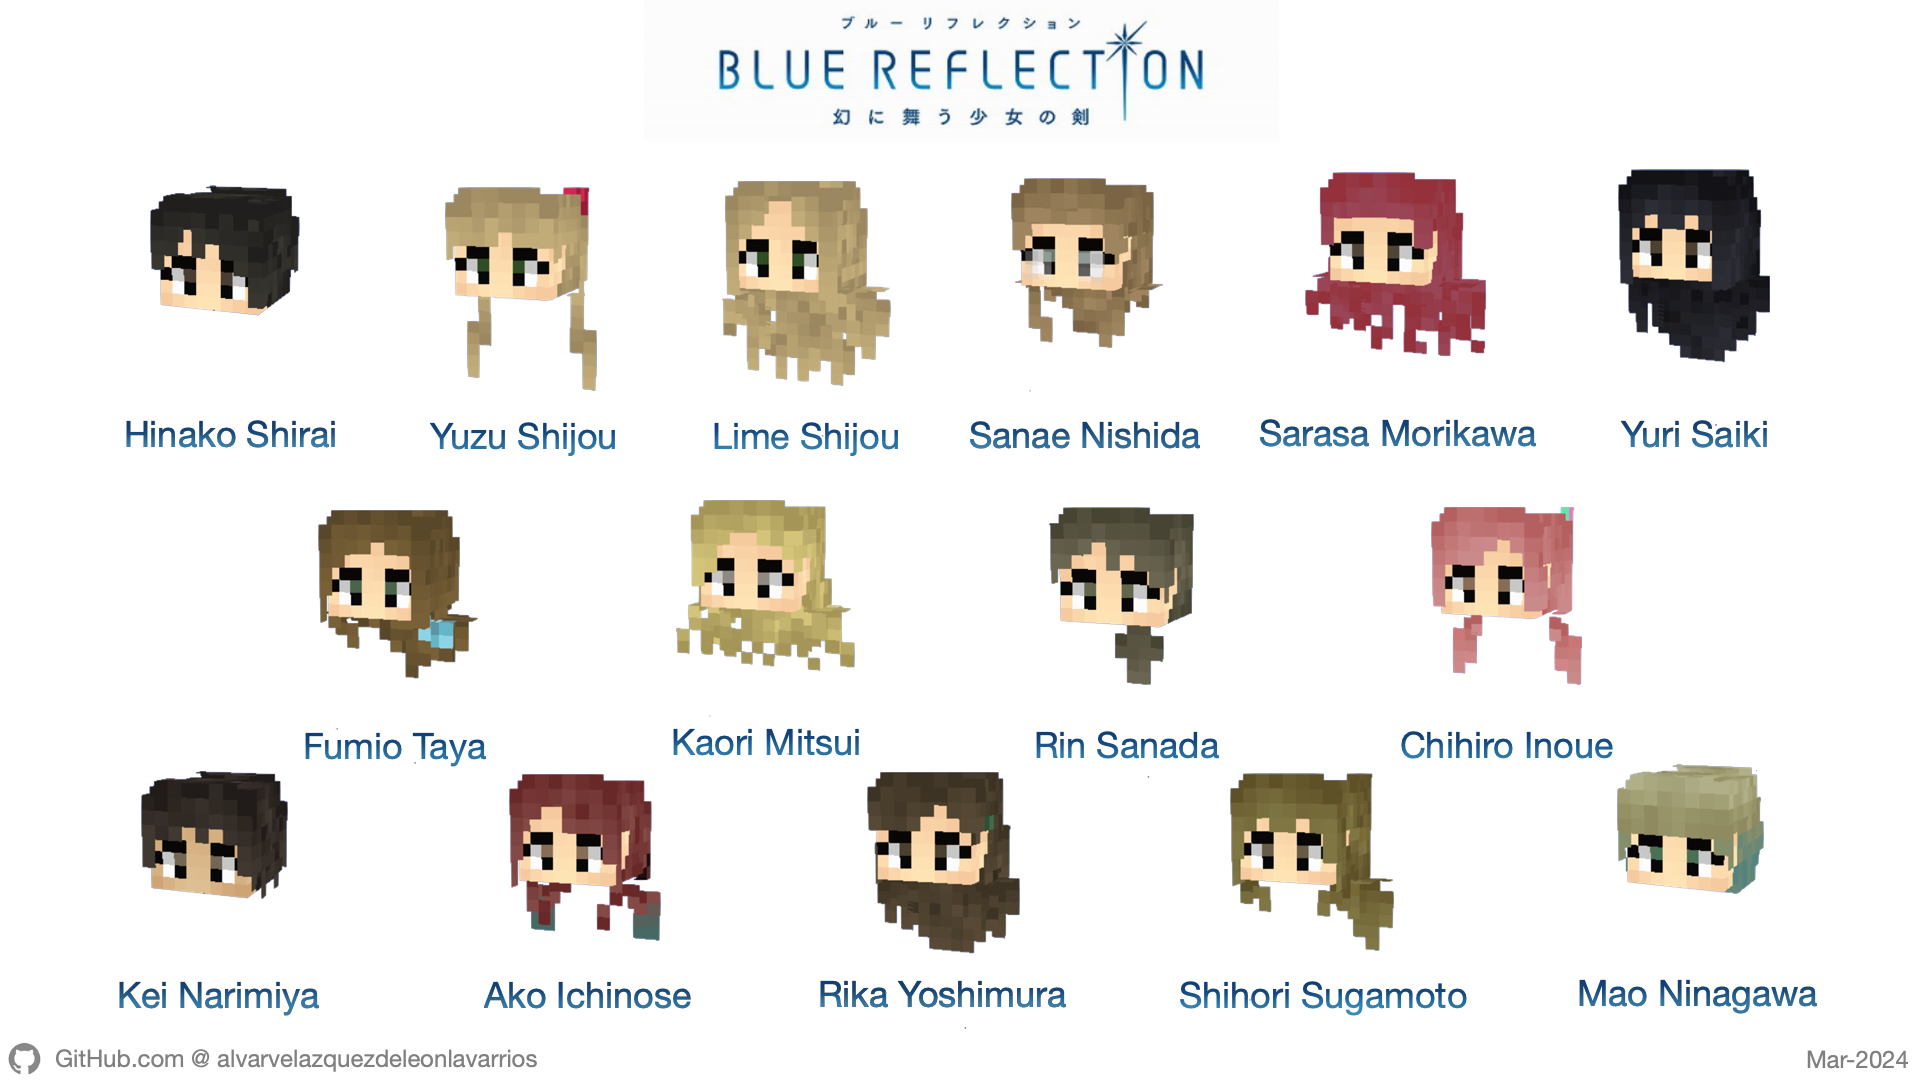 ブルー リフレクション
BLUE REFLECTION
幻に舞う少女の剣
Hinako Shirai
Yuzu Shijou
Lime Shijou
Sanae Nishida
Sarasa Morikawa
Yuri Saiki
Fumio Taya
Kaori Mitsui
Rin Sanada
Chihiro Inoue
Kei Narimiya
Ako Ichinose
Rika Yoshimura
Shihori Sugamoto
Mao Ninagawa
GitHub.com @ alvarvelazquezdeleonlavarrios
Mar-2024